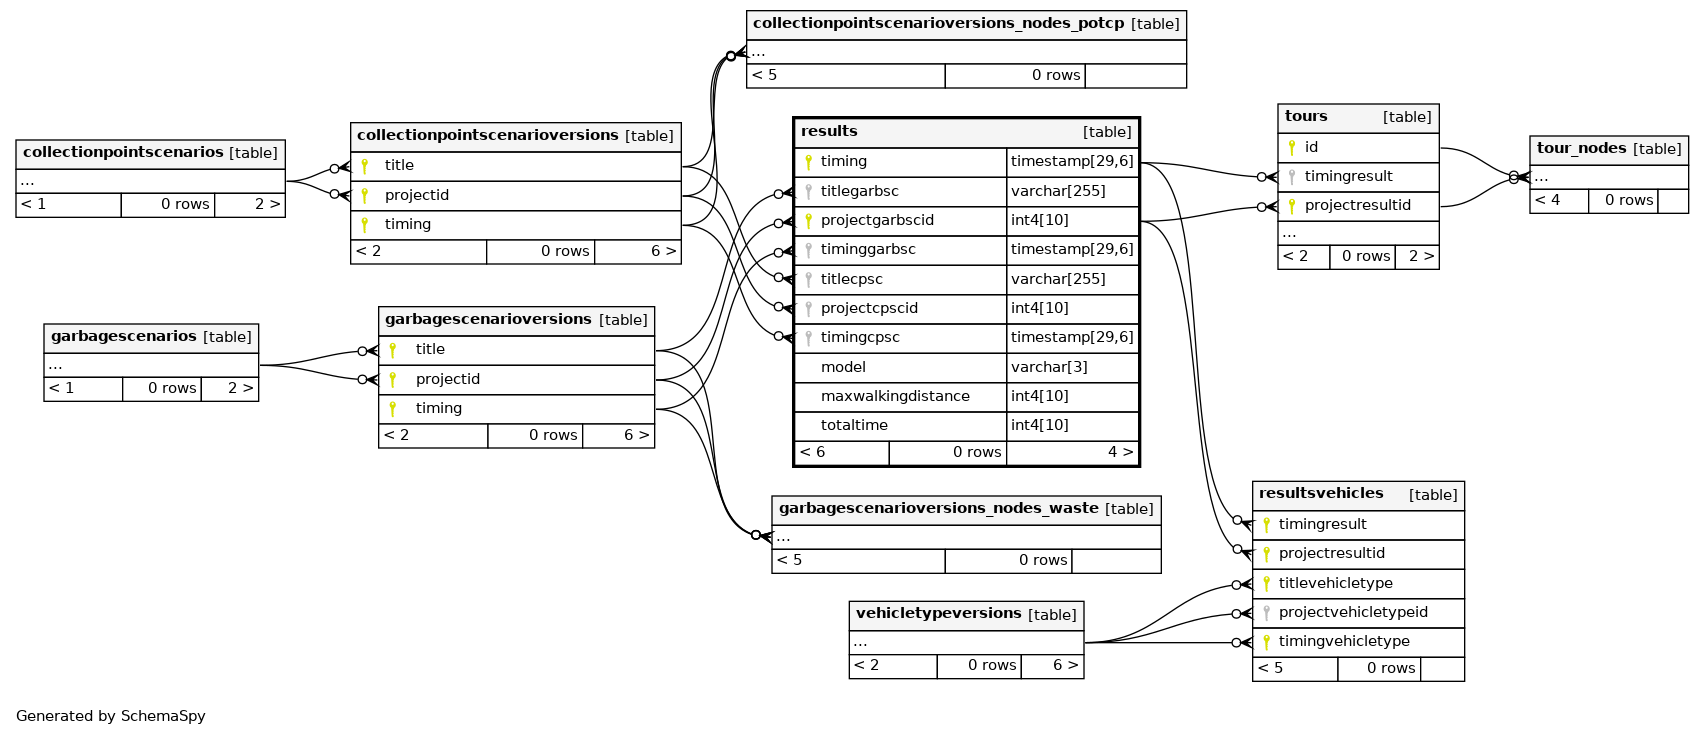 collectionpointscenarioversions_nodes_potcp [table]
...
< 5 0 rows
collectionpointscenarios [table]
...
< 1 0 rows 2 >
collectionpointscenarioversions [table]
title
projectid
timing
< 2 0 rows 6 >
results [table]
timing timestamp[29,6]
titlegarbsc varchar[255]
projectgarbscid int4[10]
timinggarbsc timestamp[29,6]
titlecpsc varchar[255]
projectcpscid int4[10]
timingcpsc timestamp[29,6]
model varchar[3]
maxwalkingdistance int4[10]
totaltime int4[10]
< 6 0 rows 4 >
tours [table]
id
timingresult
projectresultid
...
< 2 0 rows 2 >
tour_nodes [table]
...
< 4 0 rows
garbagescenarios [table]
...
< 1 0 rows 2 >
garbagescenarioversions [table]
title
projectid
timing
< 2 0 rows 6 >
garbagescenarioversions_nodes_waste [table]
...
< 5 0 rows
resultsvehicles [table]
timingresult
projectresultid
titlevehicletype
projectvehicletypeid
timingvehicletype
< 5 0 rows
vehicletypeversions [table]
...
< 2 0 rows 6 >
Generated by SchemaSpy